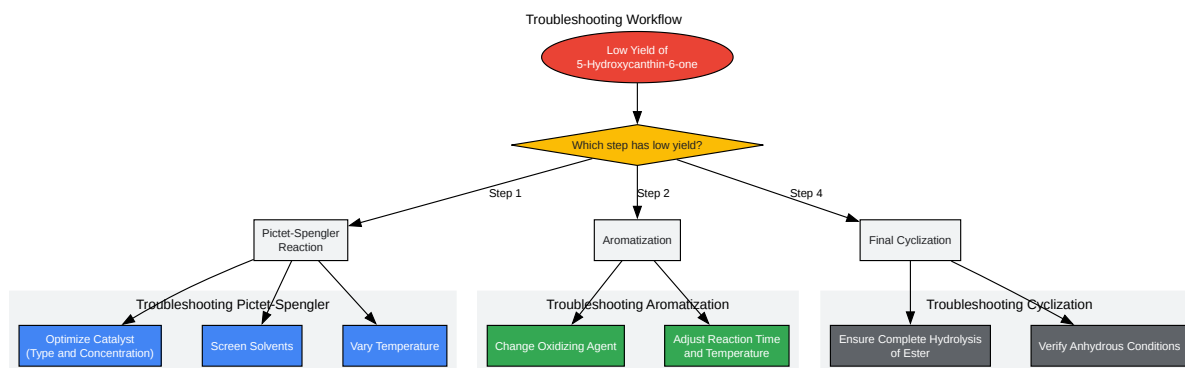 Troubleshooting Workflow
Low Yield of
5-Hydroxycanthin-6-one
Which step has low yield?
Step 1
Step 2
Step 4
Pictet-Spengler
Reaction
Aromatization
Final Cyclization
Troubleshooting Pictet-Spengler
Optimize Catalyst
(Type and Concentration)
Screen Solvents
Vary Temperature
Troubleshooting Aromatization
Change Oxidizing Agent
Adjust Reaction Time
and Temperature
Troubleshooting Cyclization
Ensure Complete Hydrolysis
of Ester
Verify Anhydrous Conditions